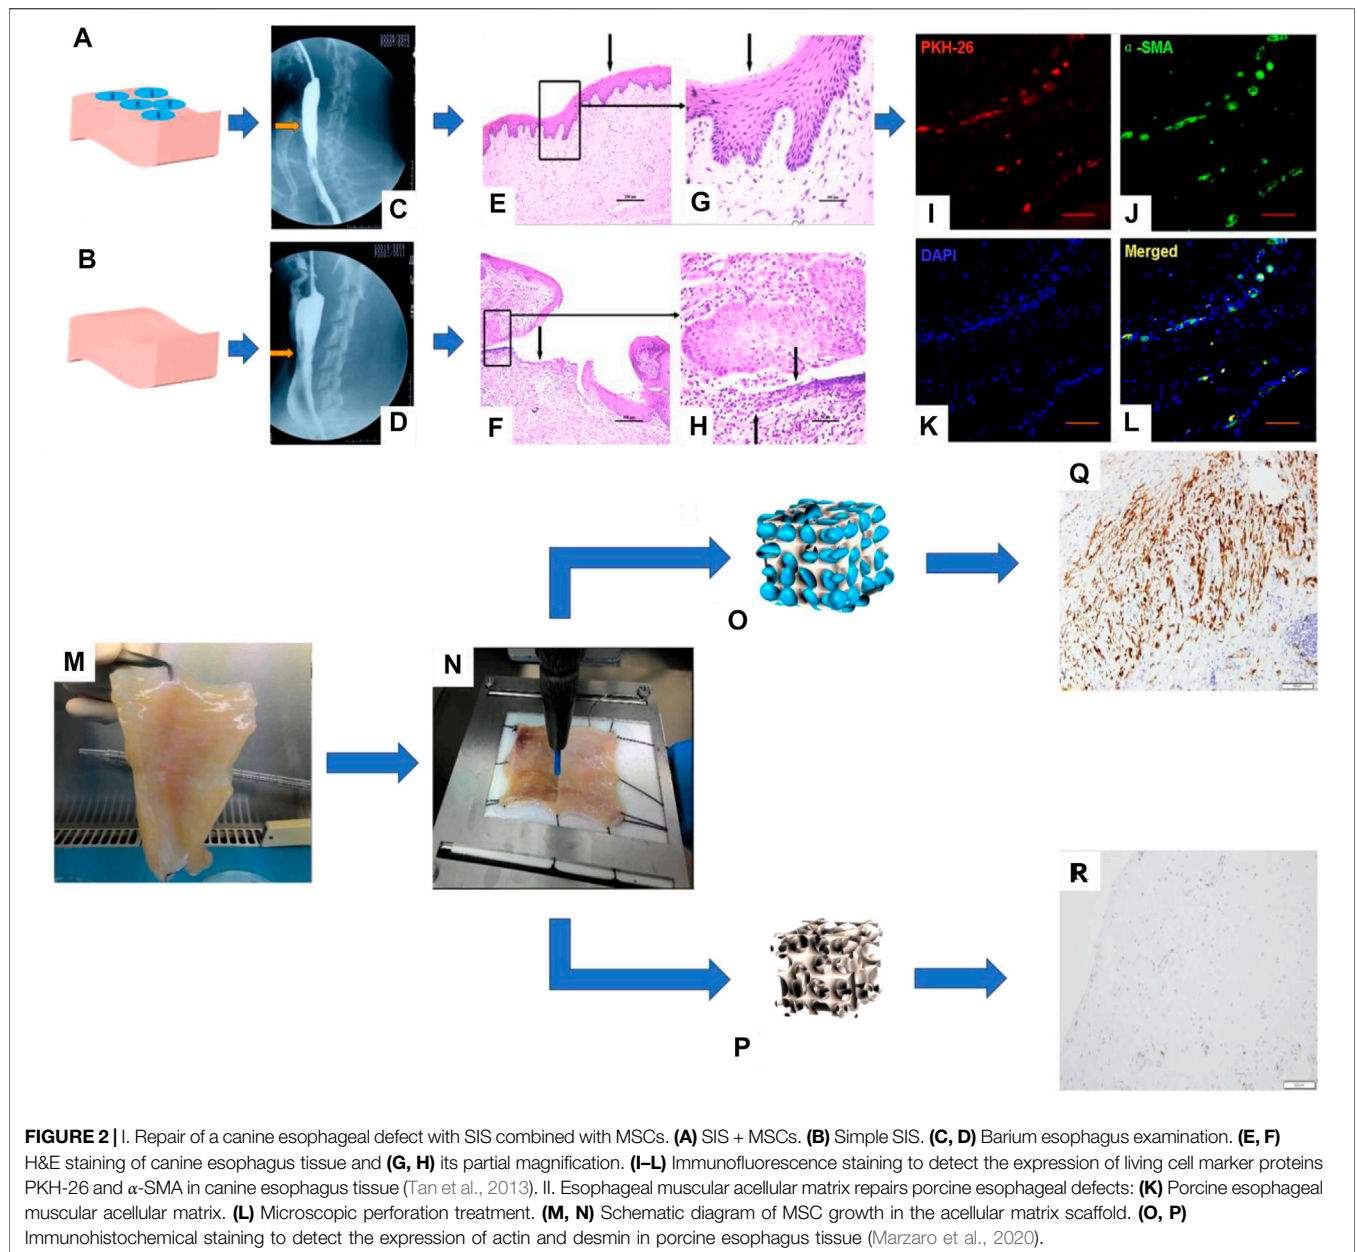 A
B
C
D
E
G
F
H
PKH-26
I
α-SMA
J
DAPI
K
Merged
L
M
N
O
P
Q
R
FIGURE 2 | I. Repair of a canine esophageal defect with SIS combined with MSCs. (A) SIS + MSCs. (B) Simple SIS. (C, D) Barium esophagus examination. (E, F)
H&E staining of canine esophagus tissue and (G, H) its partial magnification. (I–L) Immunofluorescence staining to detect the expression of living cell marker proteins
PKH-26 and α-SMA in canine esophagus tissue (Tan et al., 2013). II. Esophageal muscular acellular matrix repairs porcine esophageal defects: (K) Porcine esophageal
muscular acellular matrix. (L) Microscopic perforation treatment. (M, N) Schematic diagram of MSC growth in the acellular matrix scaffold. (O, P)
Immunohistochemical staining to detect the expression of actin and desmin in porcine esophagus tissue (Marzaro et al., 2020).